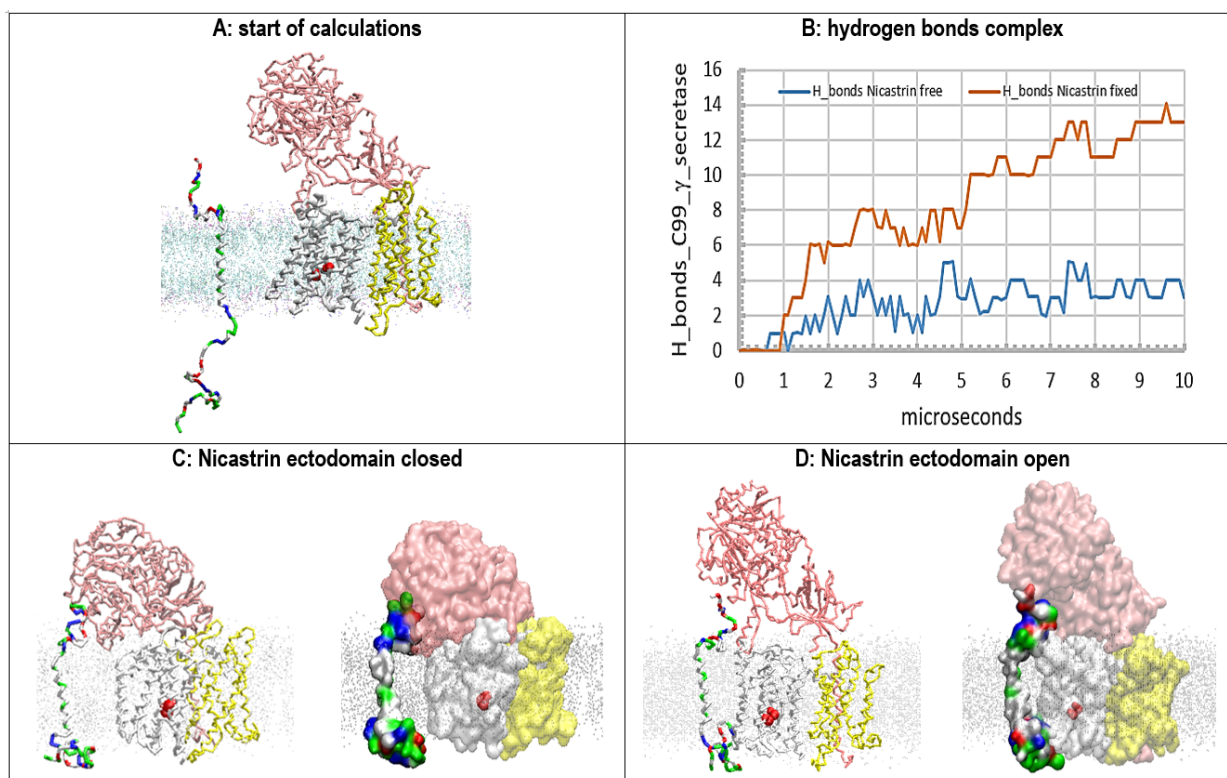 A: start of calculations
B: hydrogen bonds complex
H_bonds_C99_γ_secretase
16
14
12
10
8
6
4
2
0
H_bonds Nicastrin free
H_bonds Nicastrin fixed
0 1 2 3 4 5 6 7 8 9 10
microseconds
C: Nicastrin ectodomain closed
D: Nicastrin ectodomain open